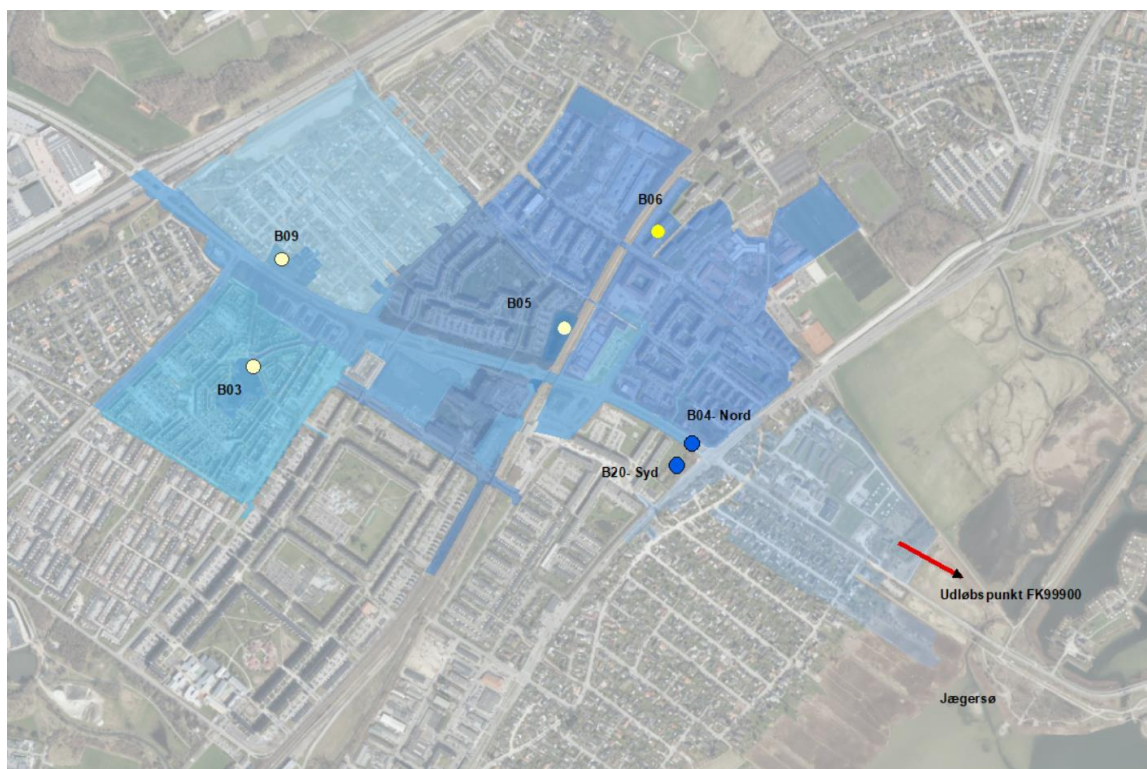 B06
B09
B05
B03
B04- Nord
B20- Syd
Udløbspunkt FK99900
Jægersø